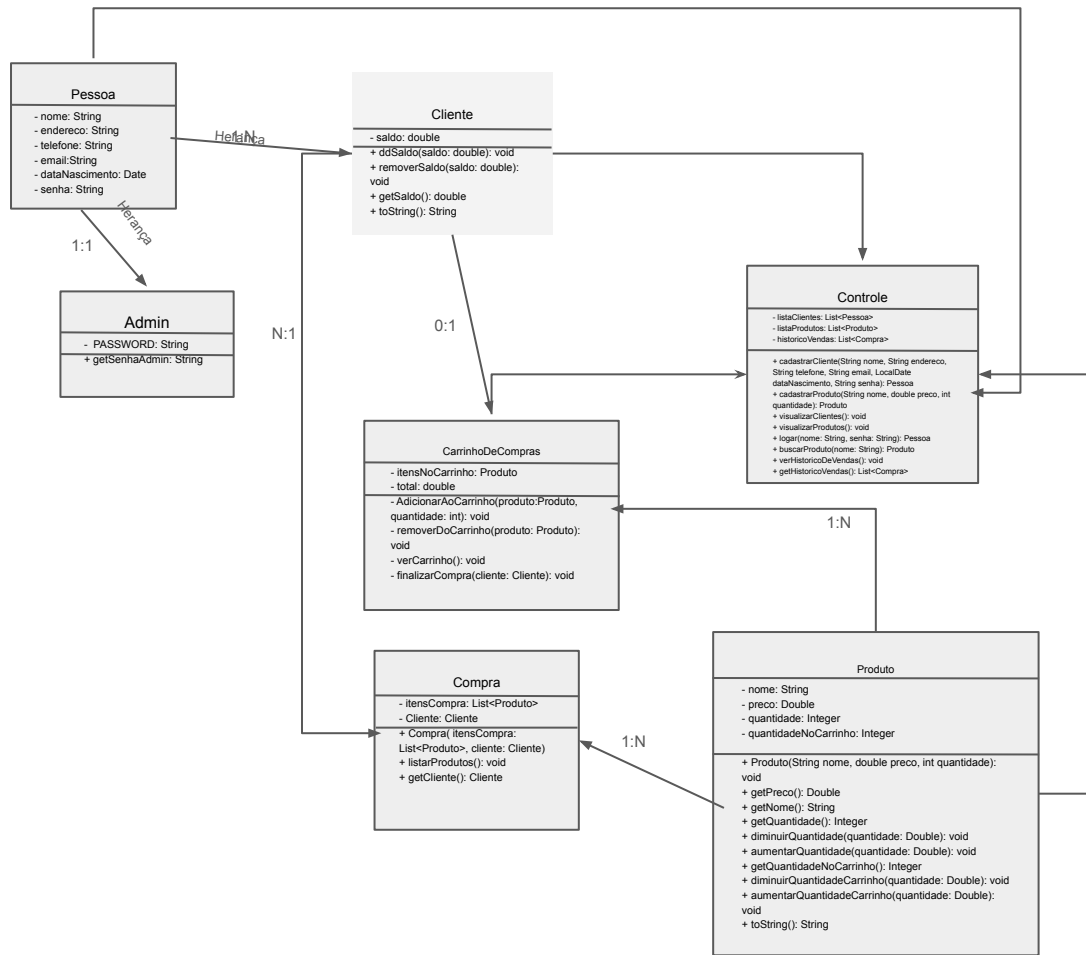 Pessoa
- nome: String
- endereco: String
- telefone: String
- email:String
- dataNascimento: Date
- senha: String
Herança
1:N
Cliente
- saldo: double
+ ddSaldo(saldo: double): void
+ removerSaldo(saldo: double):
void
+ getSaldo(): double
+ toString(): String
Herança
1:1
Admin
- PASSWORD: String
+ getSenhaAdmin: String
N:1
0:1
Controle
- listaClientes: List<Pessoa>
- listaProdutos: List<Produto>
- historicoVendas: List<Compra>
+ cadastrarCliente(String nome, String endereco,
String telefone, String email, LocalDate
dataNascimento, String senha): Pessoa
+ cadastrarProduto(String nome, double preco, int
quantidade): Produto
+ visualizarClientes(): void
+ visualizarProdutos(): void
+ logar(nome: String, senha: String): Pessoa
+ buscarProduto(nome: String): Produto
+ verHistoricoDeVendas(): void
+ getHistoricoVendas(): List<Compra>
CarrinhoDeCompras
- itensNoCarrinho: Produto
- total: double
- AdicionarAoCarrinho(produto:Produto,
quantidade: int): void
- removerDoCarrinho(produto: Produto):
void
- verCarrinho(): void
- finalizarCompra(cliente: Cliente): void
1:N
Compra
- itensCompra: List<Produto>
- Cliente: Cliente
+ Compra( itensCompra:
List<Produto>, cliente: Cliente)
+ listarProdutos(): void
+ getCliente(): Cliente
1:N
Produto
- nome: String
- preco: Double
- quantidade: Integer
- quantidadeNoCarrinho: Integer
+ Produto(String nome, double preco, int quantidade):
void
+ getPreco(): Double
+ getNome(): String
+ getQuantidade(): Integer
+ diminuirQuantidade(quantidade: Double): void
+ aumentarQuantidade(quantidade: Double): void
+ getQuantidadeNoCarrinho(): Integer
+ diminuirQuantidadeCarrinho(quantidade: Double): void
+ aumentarQuantidadeCarrinho(quantidade: Double):
void
+ toString(): String